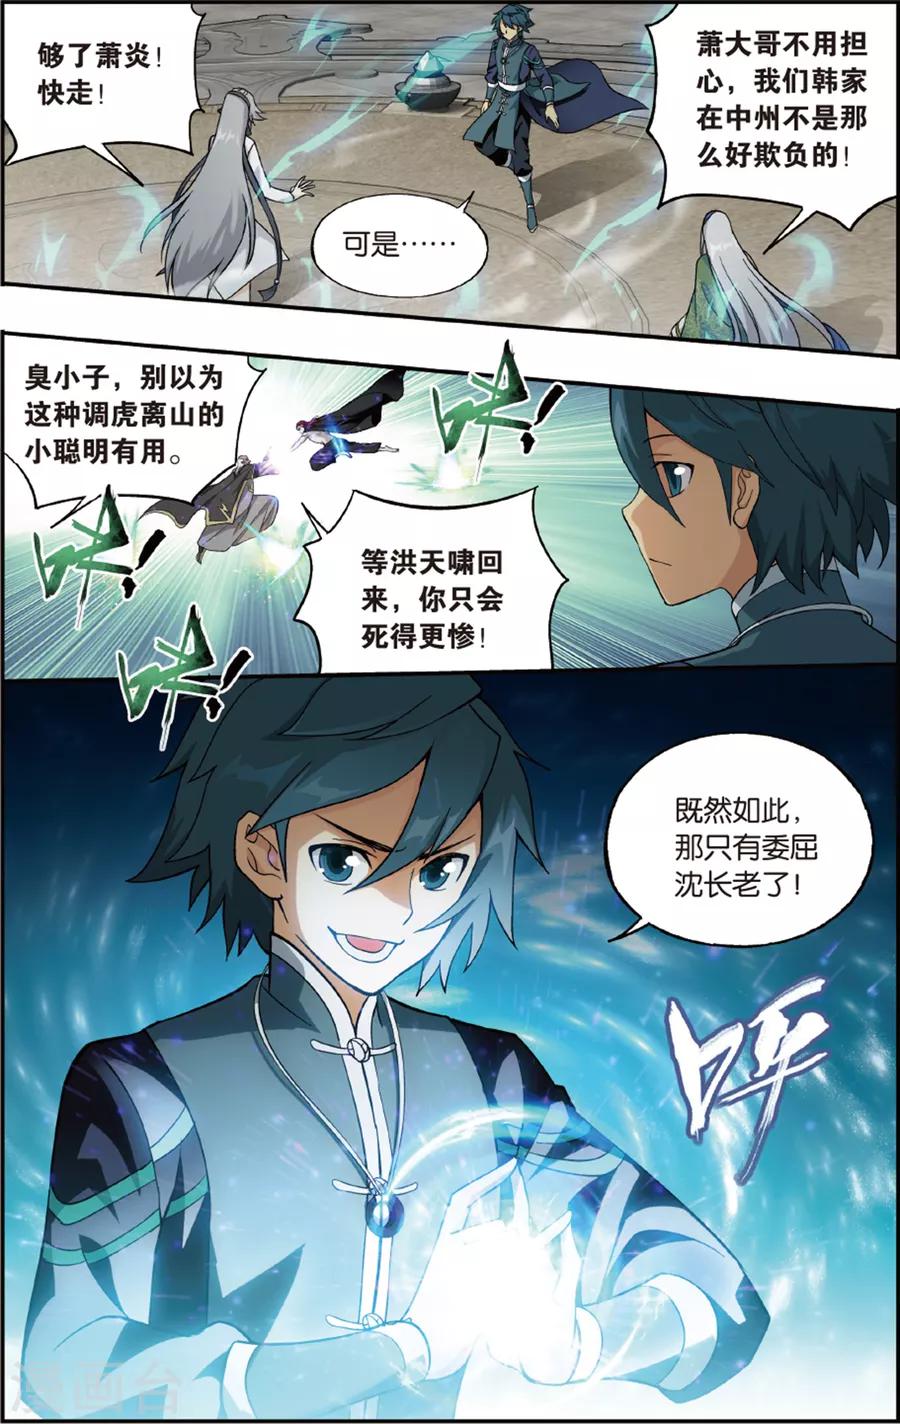 够了萧炎！
快走！
萧大哥不用担
心，我们韩家
在中州不是那
么好欺负的！
可是……
臭小子，别以为
这种调虎离山的
小聪明有用。
等洪天啸回
来，你只会
死得更惨！
咔！
咔！
咔！
既然如此，
那只有委屈
沈长老了！
呼
漫画台